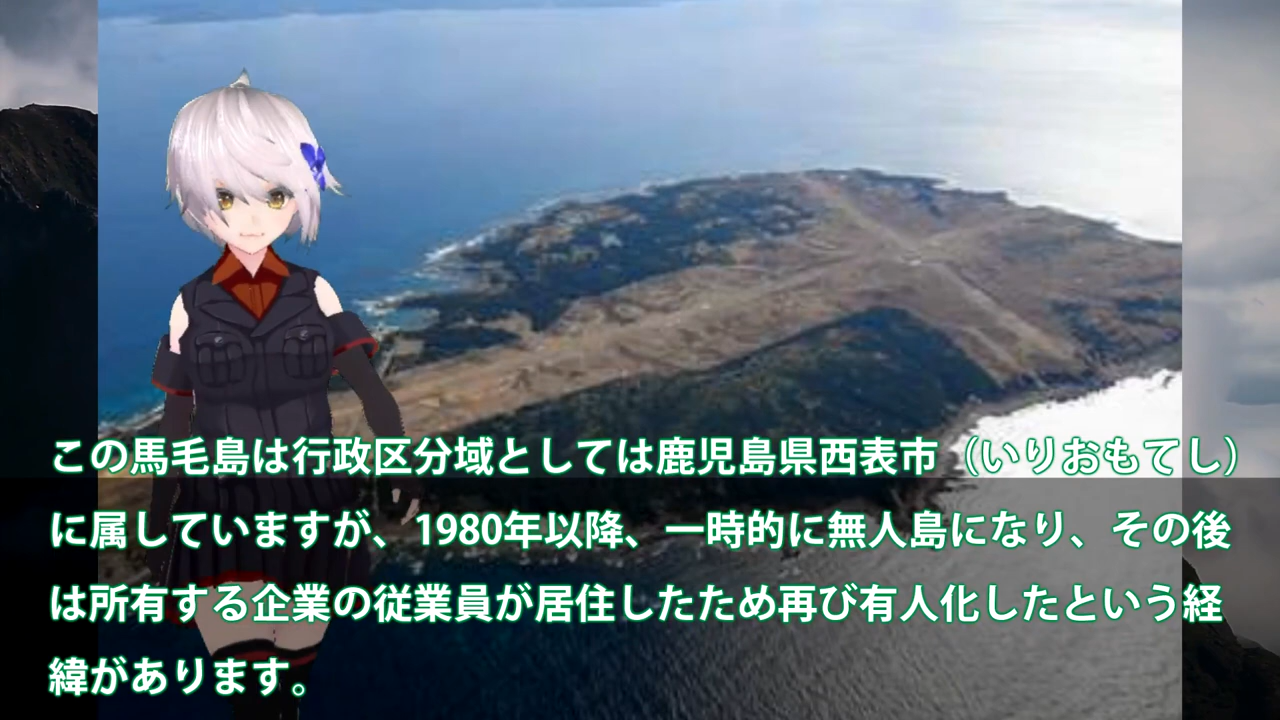 この馬毛島は行政区分域としては鹿児島県西表市（いりおもてし）
に属していますが、1980年以降、一時的に無人島になり、その後
は所有する企業の従業員が居住したため再び有人化したという経
緯があります。